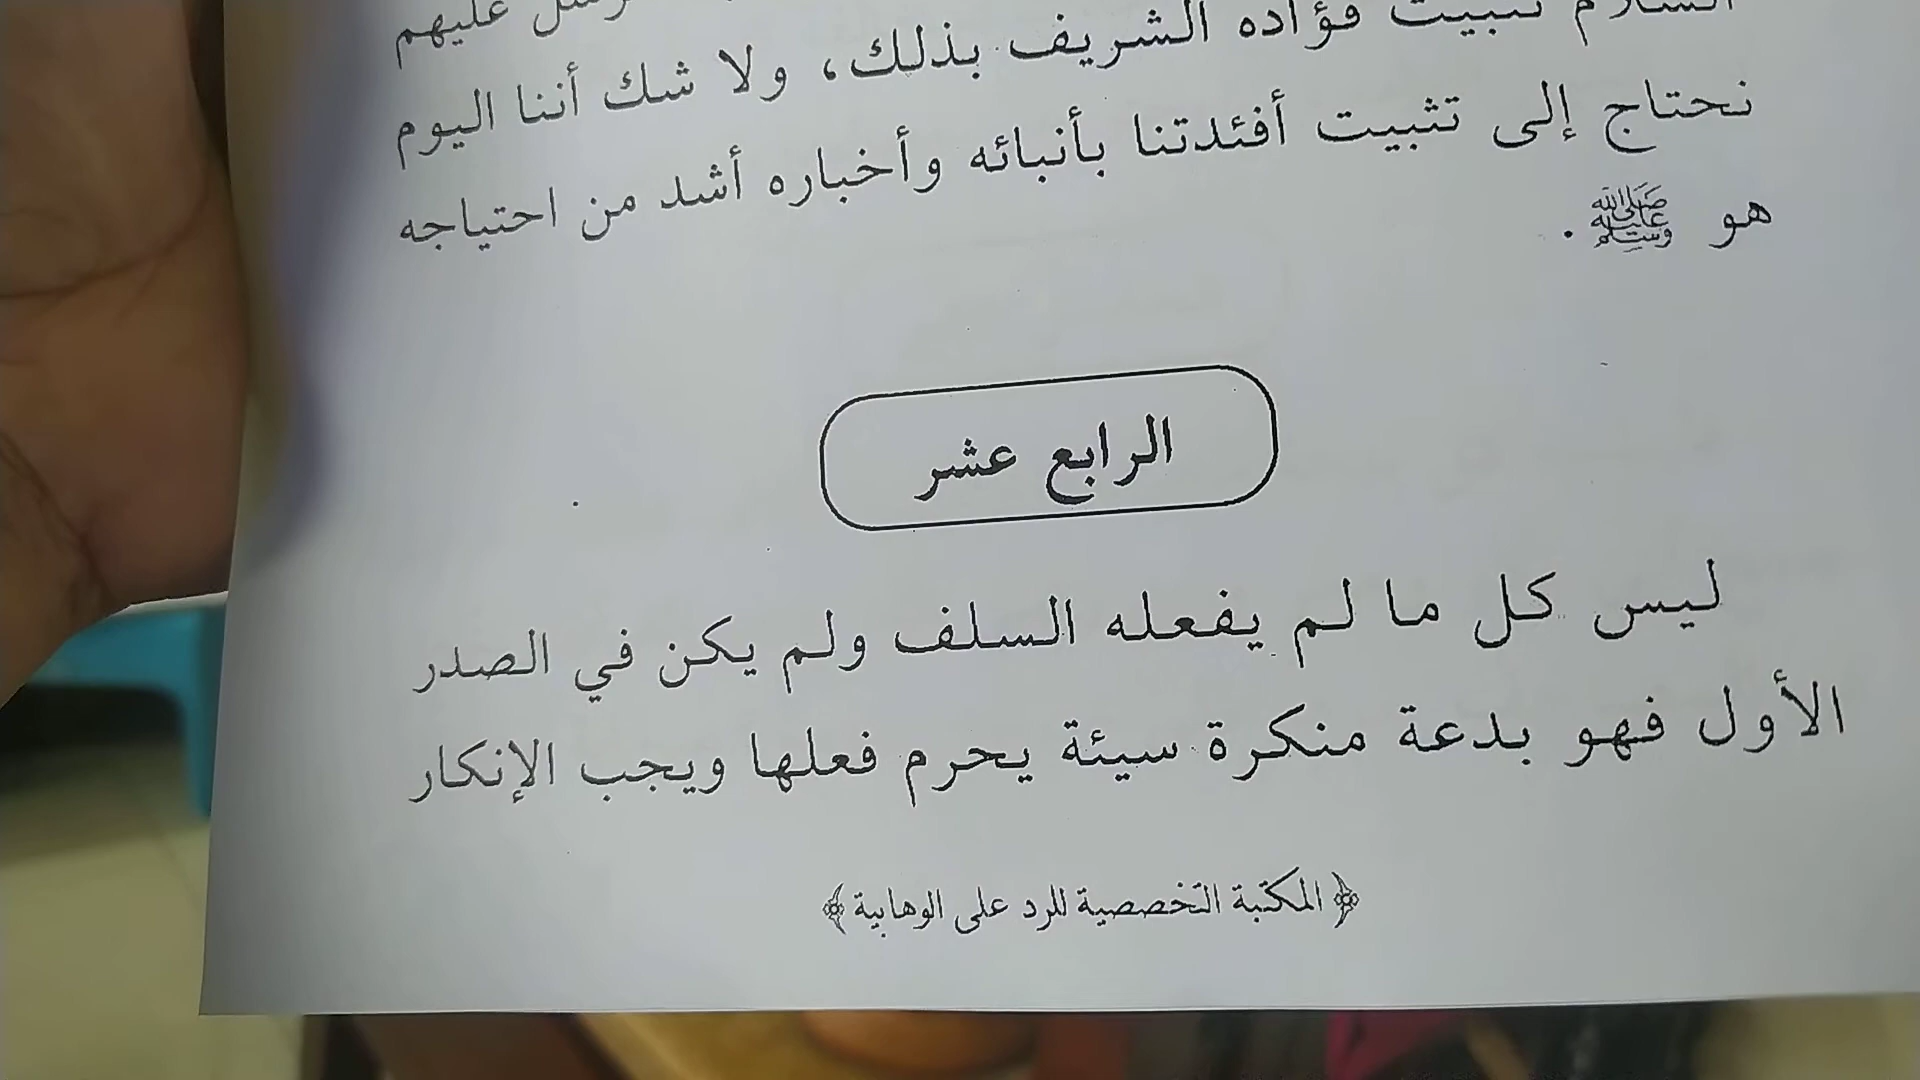 عليهم
السلام تثبيت فؤاده الشريف بذلك، ولا شك أننا اليوم
نحتاج إلى تثبيت أفئدتنا بأنبائه وأخباره أشد من احتياجه
هو ﷺ.
الرابع عشر
ليس كل ما لم يفعله السلف ولم يكن في الصدر
الأول فهو بدعة منكرة سيئة يحرم فعلها ويجب الإنكار
﴿المكتبة التخصصية للرد على الوهابية﴾